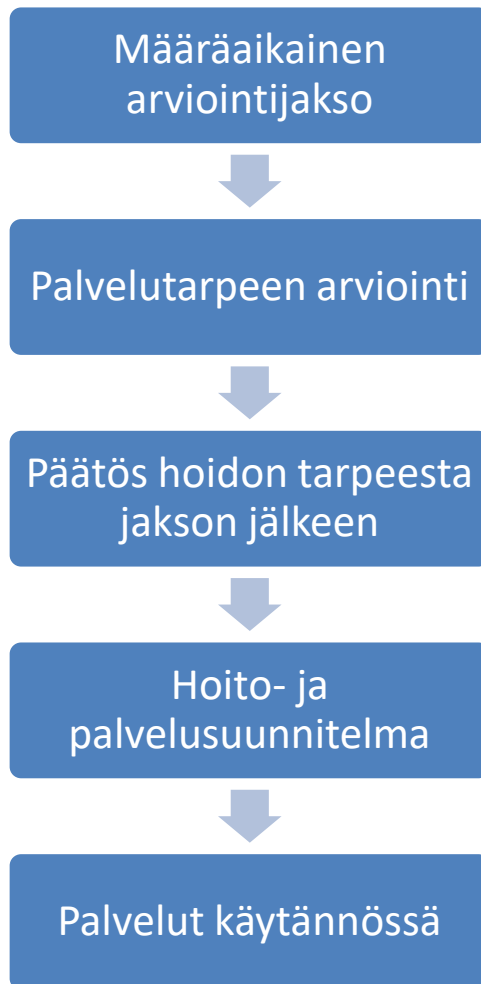 Määräaikainen
arviointijakso
Palvelutarpeen arviointi
Päätös hoidon tarpeesta
jakson jälkeen
Hoito- ja
palvelusuunnitelma
Palvelut käytännössä